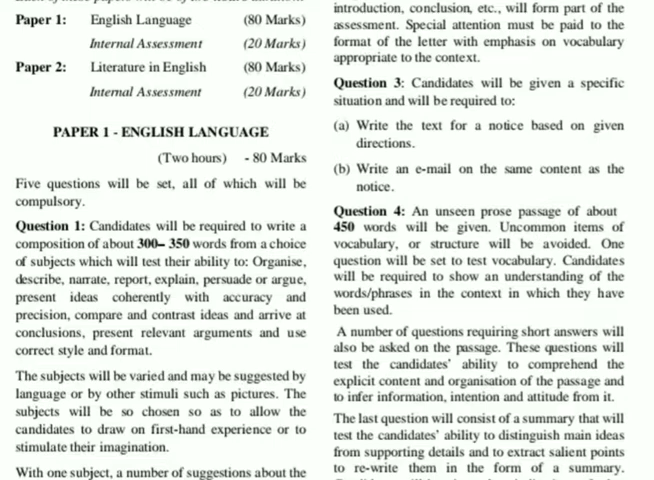 Paper 1: English Language (80 Marks)
Internal Assessment (20 Marks)
Paper 2: Literature in English (80 Marks)
Internal Assessment (20 Marks)
PAPER 1 - ENGLISH LANGUAGE
(Two hours) - 80 Marks
Five questions will be set, all of which will be
compulsory.
Question 1: Candidates will be required to write a
composition of about 300– 350 words from a choice
of subjects which will test their ability to: Organise,
describe, narrate, report, explain, persuade or argue,
present ideas coherently with accuracy and
precision, compare and contrast ideas and arrive at
conclusions, present relevant arguments and use
correct style and format.
The subjects will be varied and may be suggested by
language or by other stimuli such as pictures. The
subjects will be so chosen so as to allow the
candidates to draw on first-hand experience or to
stimulate their imagination.
With one subject, a number of suggestions about the
introduction, conclusion, etc., will form part of the
assessment. Special attention must be paid to the
format of the letter with emphasis on vocabulary
appropriate to the context.
Question 3: Candidates will be given a specific
situation and will be required to:
(a) Write the text for a notice based on given
directions.
(b) Write an e-mail on the same content as the
notice.
Question 4: An unseen prose passage of about
450 words will be given. Uncommon items of
vocabulary, or structure will be avoided. One
question will be set to test vocabulary. Candidates
will be required to show an understanding of the
words/phrases in the context in which they have
been used.
A number of questions requiring short answers will
also be asked on the passage. These questions will
test the candidates' ability to comprehend the
explicit content and organisation of the passage and
to infer information, intention and attitude from it.
The last question will consist of a summary that will
test the candidates' ability to distinguish main ideas
from supporting details and to extract salient points
to re-write them in the form of a summary.